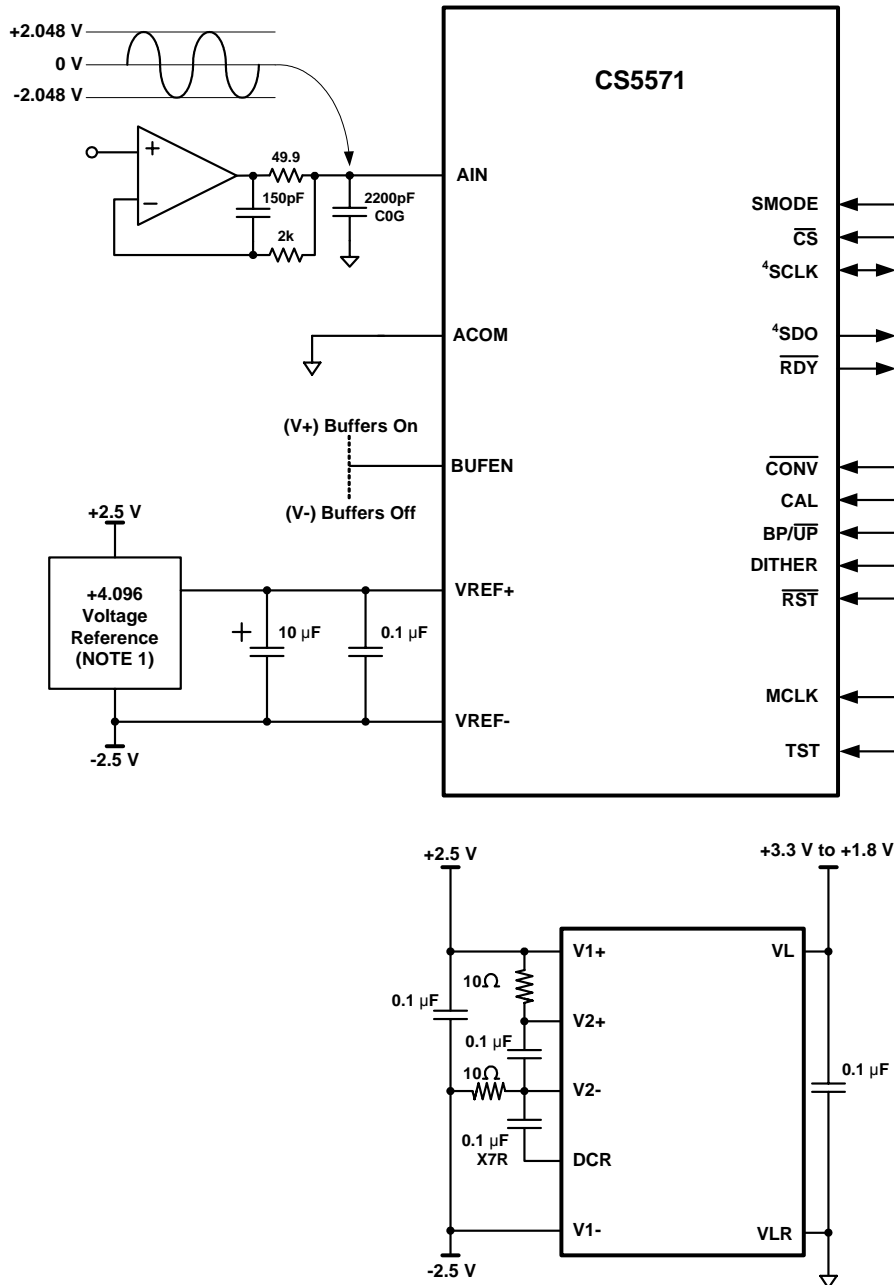 +2.048 V
0 V
-2.048 V
CS5571
+
−
49.9
150pF
2k
2200pF
C0G
AIN
SMODE
CS
4SCLK
ACOM
4SDO
RDY
(V+) Buffers On
BUFEN
(V-) Buffers Off
CONV
CAL
BP/UP
DITHER
RST
+2.5 V
+4.096
Voltage
Reference
(NOTE 1)
+
10 µF
0.1 µF
VREF+
VREF-
-2.5 V
MCLK
TST
+2.5 V
+3.3 V to +1.8 V
V1+
VL
10Ω
0.1 µF
V2+
0.1 µF
10Ω
V2-
0.1 µF
0.1 µF
X7R
DCR
V1-
VLR
-2.5 V